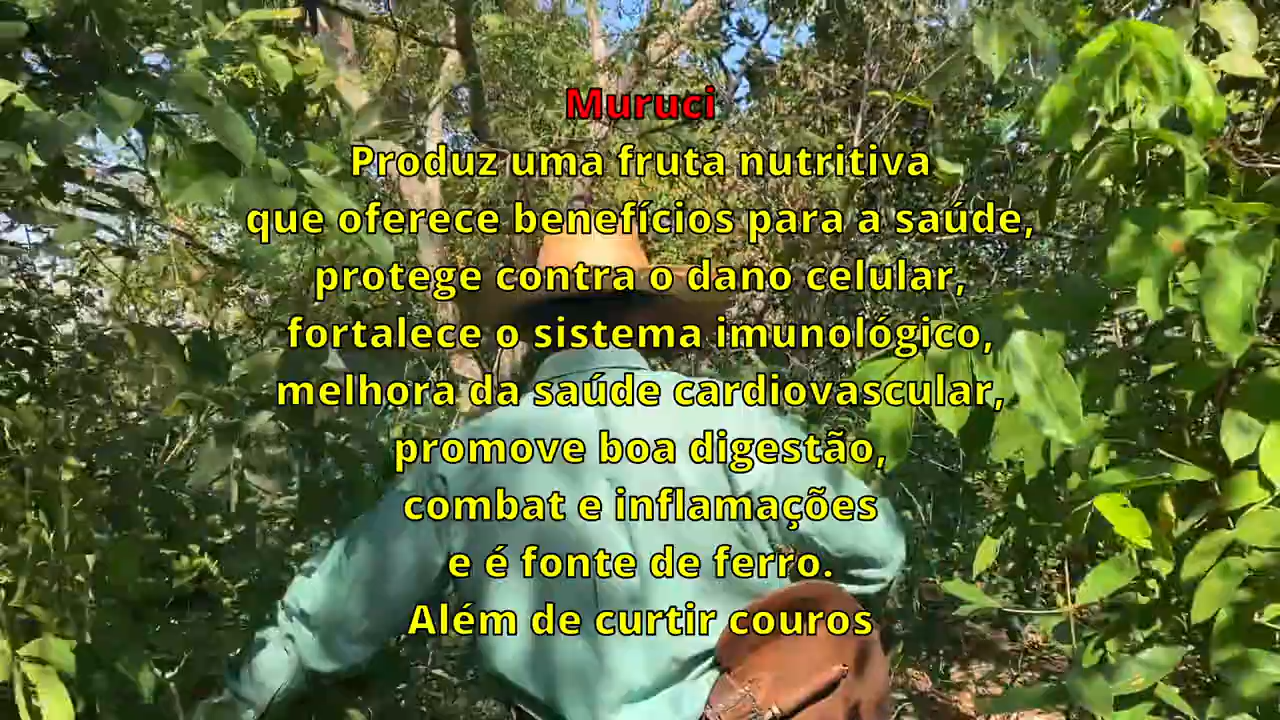 Muruci
Produz uma fruta nutritiva
que oferece benefícios para a saúde,
protege contra o dano celular,
fortalece o sistema imunológico,
melhora da saúde cardiovascular,
promove boa digestão,
combat e inflamações
e é fonte de ferro.
Além de curtir couros